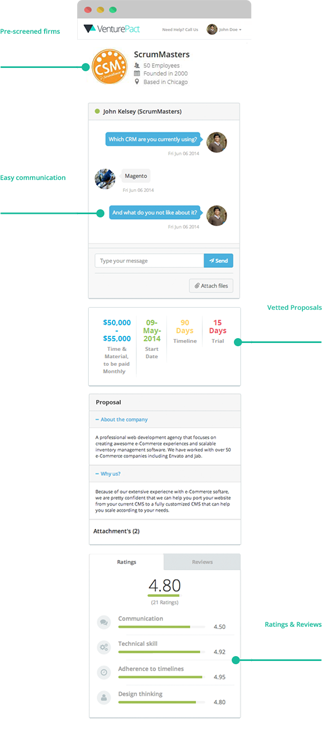 VenturePact
Need Help? Call Us
John Doe
Pre-screened firms
CSM
ScrumMasters
50 Employees
Founded in 2000
Based in Chicago
John Kelsey (ScrumMasters)
Which CRM are you currently using?
Fri Jun 06 2014
Magento
Fri Jun 06 2014
Easy communication
And what do you not like about it?
Fri Jun 06 2014
Type your message
Send
Attach files
Vetted Proposals
$50,000
-
$55,000
Time &
Material,
to be paid
Monthly
09-
May-
2014
Start
Date
90
Days
Timeline
15
Days
Trial
Proposal
− About the company
A professional web development agency that focuses on
creating awesome e-Commerce experiences and scalable
inventory management software. We have worked with over 50
e-Commerce companies including Envato and Jab.
− Why us?
Because of our extensive experience with e-Commerce softare,
we are pretty confident that we can help you port your website
from your current CMS to a fully customized CMS that can help
you scale according to your needs.
Attachment's (2)
Ratings
Reviews
4.80
(21 Ratings)
Communication
4.50
Technical skill
4.92
Ratings & Reviews
Adherence to timelines
4.95
Design thinking
4.80